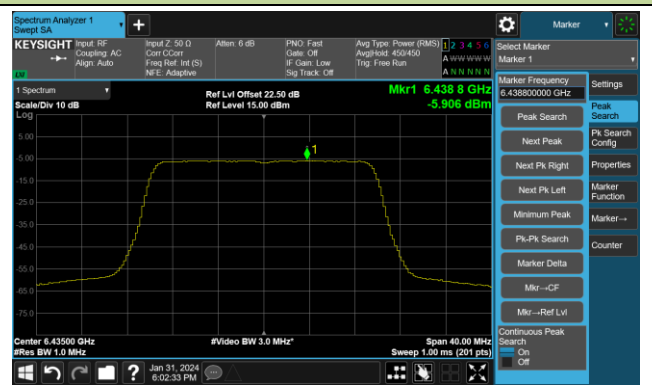 Spectrum Analyzer 1
Swept SA
+
Marker
KEYSIGHT
Input: RF
Coupling: AC
Align: Auto
LW
Input Z: 50 Ω
Corr CCorr
Freq Ref: Int (S)
NFE: Adaptive
Atten: 6 dB
PNO: Fast
Gate: Off
IF Gain: Low
Sig Track: Off
Avg Type: Power (RMS)
Avg|Hold: 450/450
Trig: Free Run
1 2 3 4 5 6
A W W W W W
A N N N N N
Select Marker
Marker 1
1 Spectrum
Scale/Div 10 dB
Log
Ref Lvl Offset 22.50 dB
Ref Level 15.00 dBm
Mkr1 6.438 8 GHz
-5.906 dBm
5.00
-5.00
-15.0
-25.0
-35.0
-45.0
-55.0
-65.0
-75.0
1
Center 6.43500 GHz
#Res BW 1.0 MHz
#Video BW 3.0 MHz*
Span 40.00 MHz
Sweep 1.00 ms (201 pts)
Marker Frequency
6.438800000 GHz
Peak Search
Next Peak
Next Pk Right
Next Pk Left
Minimum Peak
Pk-Pk Search
Marker Delta
Mkr→CF
Mkr→Ref Lvl
Continuous Peak
Search
On
Off
Settings
Peak
Search
Pk Search
Config
Properties
Marker
Function
Marker→
Counter
?
Jan 31, 2024
6:02:33 PM